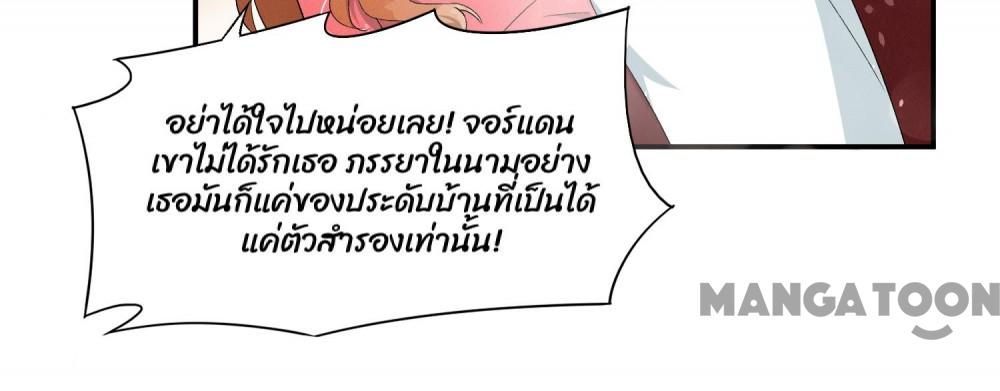 อย่าได้ใจไปหน่อยเลย! จอร์แดน
เขาไม่ได้รักเธอ ภรรยาในนามอย่าง
เธอมันก็แค่ของประดับบ้านที่เป็นได้
แค่ตัวสำรองเท่านั้น!
MANGATOON